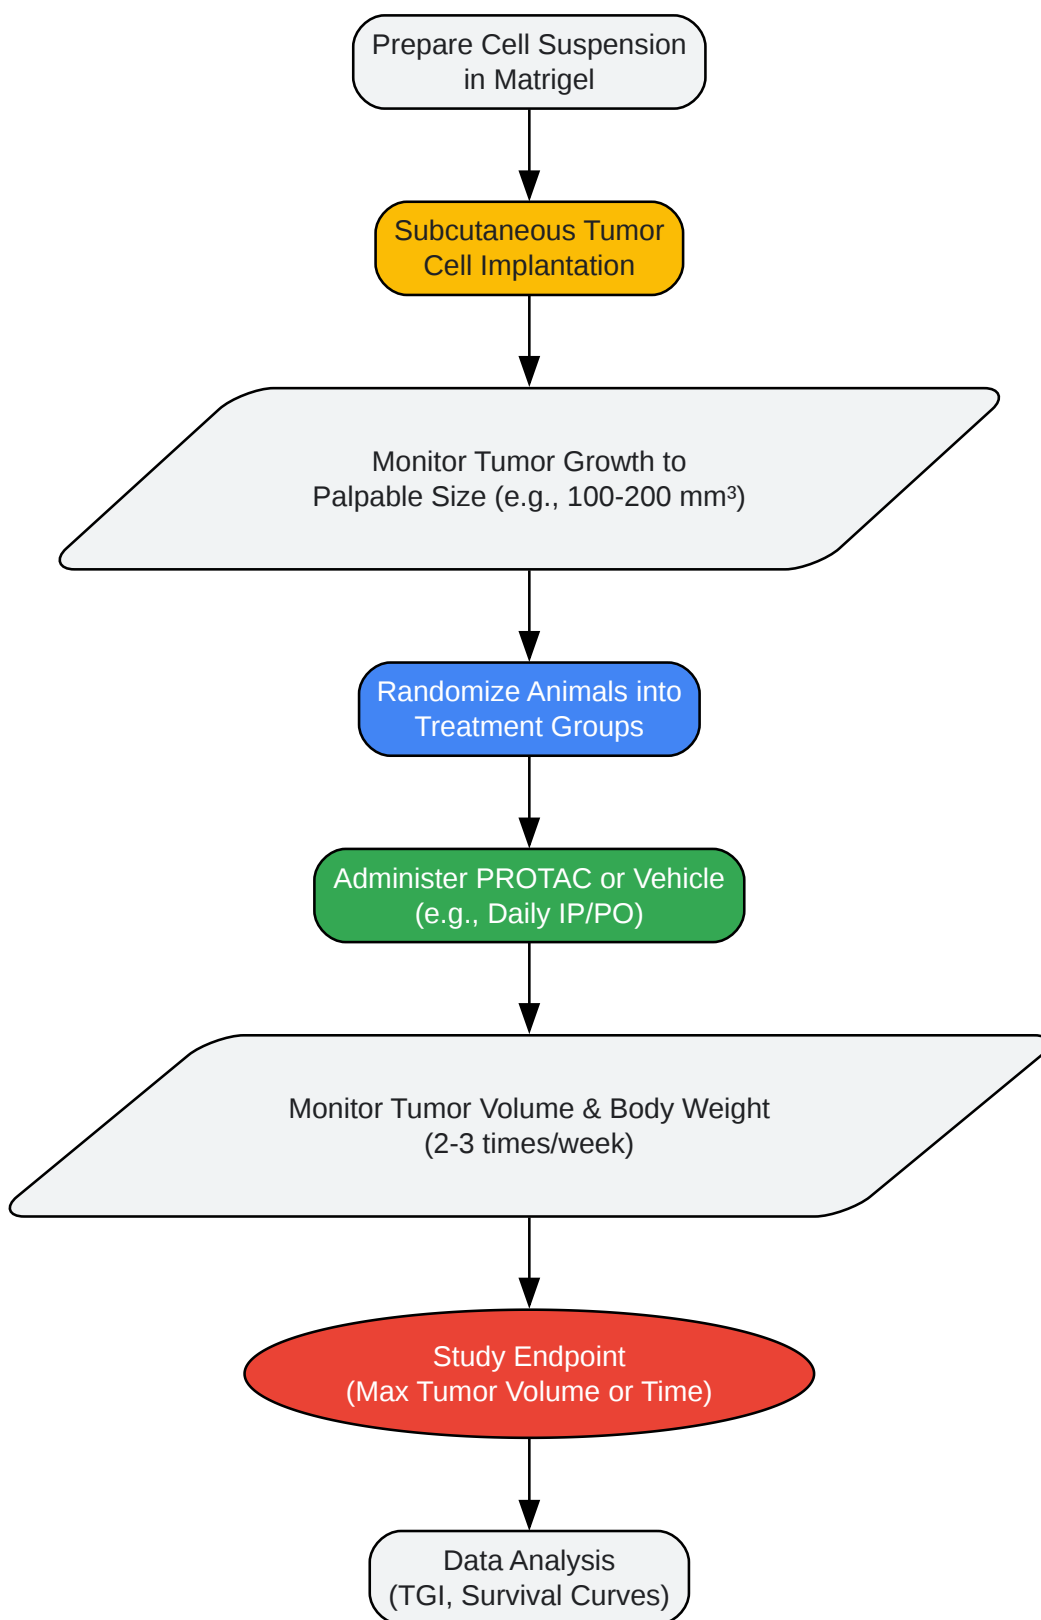 Prepare Cell Suspension
in Matrigel
Subcutaneous Tumor
Cell Implantation
Monitor Tumor Growth to
Palpable Size (e.g., 100-200 mm³)
Randomize Animals into
Treatment Groups
Administer PROTAC or Vehicle
(e.g., Daily IP/PO)
Monitor Tumor Volume & Body Weight
(2-3 times/week)
Study Endpoint
(Max Tumor Volume or Time)
Data Analysis
(TGI, Survival Curves)